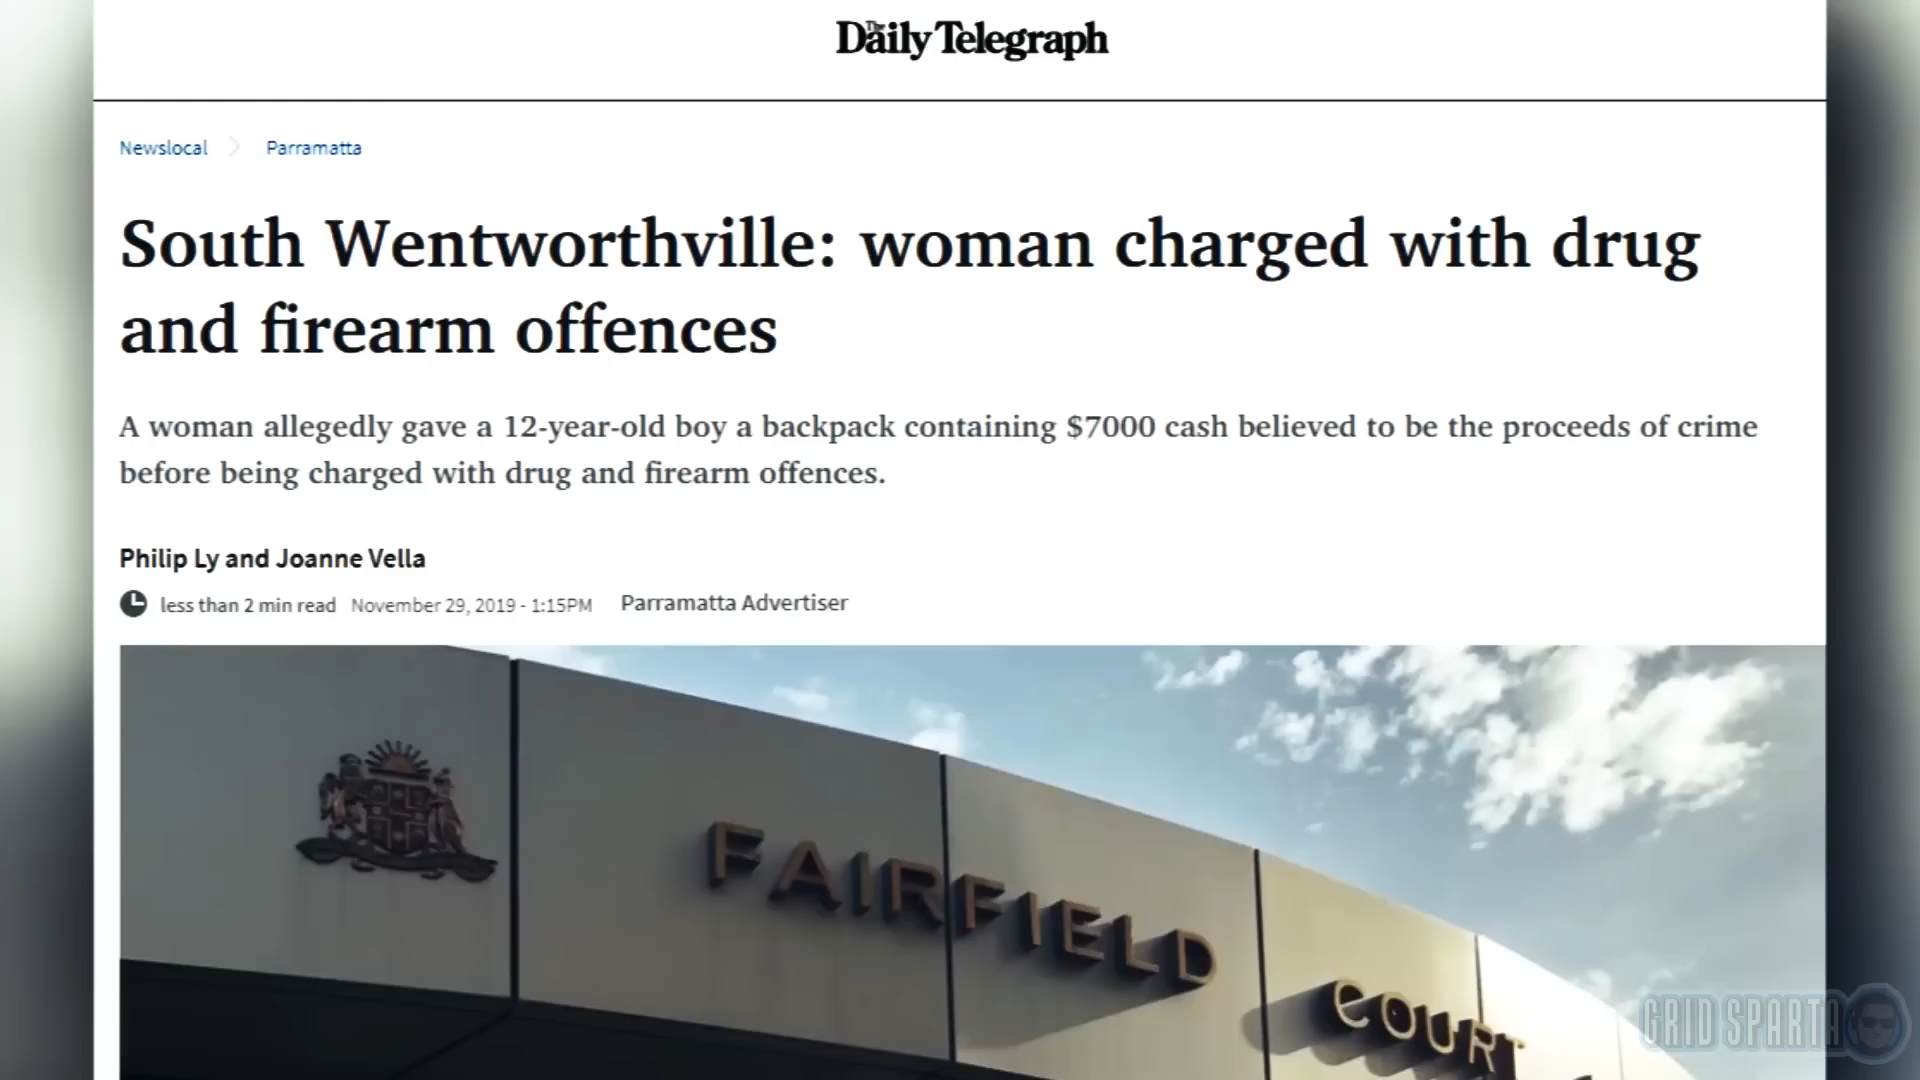 The Daily Telegraph
Newslocal
Parramatta
South Wentworthville: woman charged with drug
and firearm offences
A woman allegedly gave a 12-year-old boy a backpack containing $7000 cash believed to be the proceeds of crime
before being charged with drug and firearm offences.
Philip Ly and Joanne Vella
less than 2 min read November 29, 2019 - 1:15PM Parramatta Advertiser
FAIRFIELD COURT
GRID SPARTA